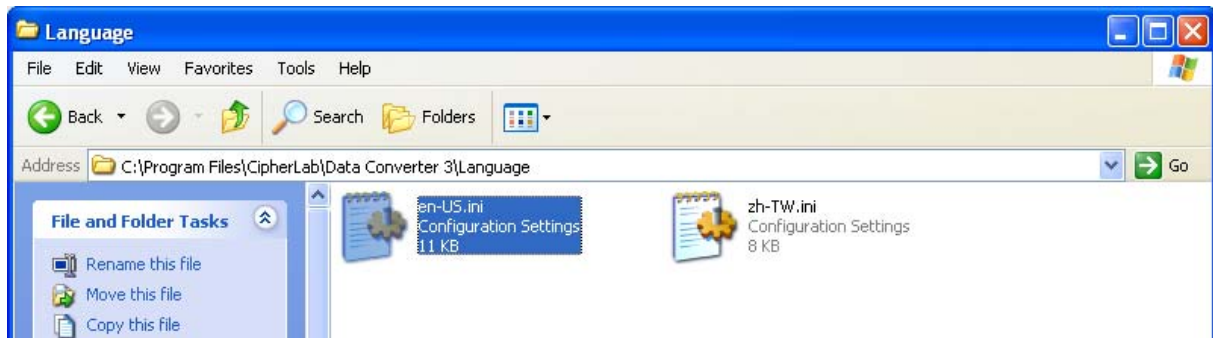 Language
File Edit View Favorites Tools Help
Back Search Folders
Address C:\Program Files\CipherLab\Data Converter 3\Language Go
File and Folder Tasks
Rename this file
Move this file
Copy this file
en-US.ini
Configuration Settings
11 KB
zh-TW.ini
Configuration Settings
8 KB